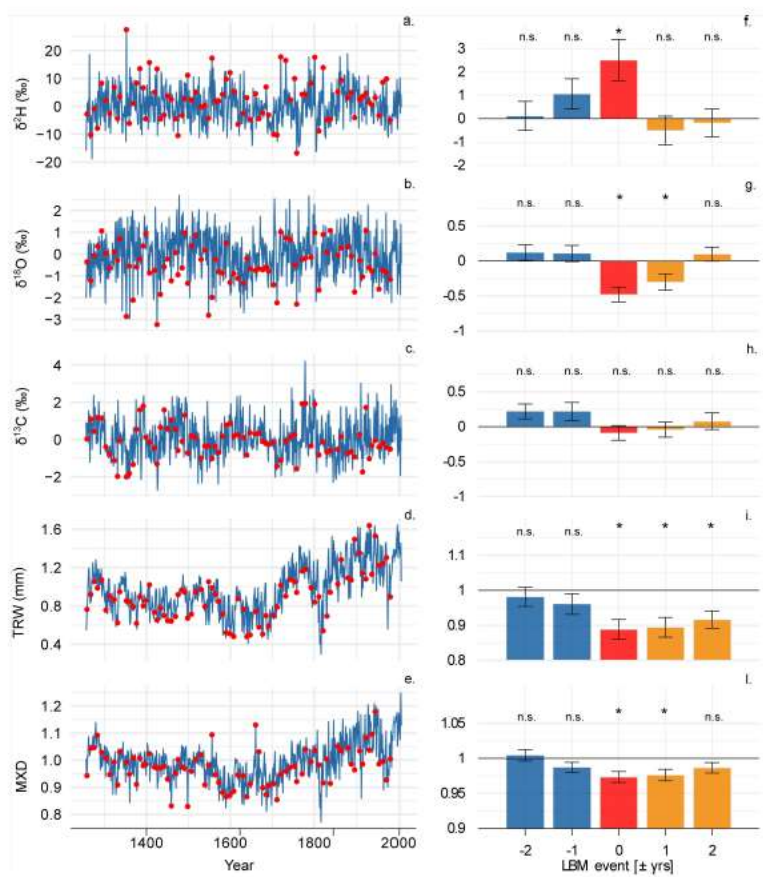 a.
δ²H (‰)
20
10
0
−10
−20
b.
δ¹⁸O (‰)
2
1
0
−1
−2
−3
c.
δ¹³C (‰)
4
2
0
−2
d.
TRW (mm)
1.6
1.2
0.8
0.4
e.
MXD
1.2
1.1
1.0
0.9
0.8
1400 1600 1800 2000
Year
f.
n.s. n.s. * n.s. n.s.
3
2
1
0
-1
-2
g.
n.s. n.s. * * n.s.
0.5
0
-0.5
-1
h.
n.s. n.s. n.s. n.s. n.s.
0.5
0
-0.5
-1
i.
n.s. n.s. * * *
1.1
1
0.9
0.8
l.
n.s. n.s. * * n.s.
1.05
1
0.95
0.9
-2 -1 0 1 2
LBM event [± yrs]